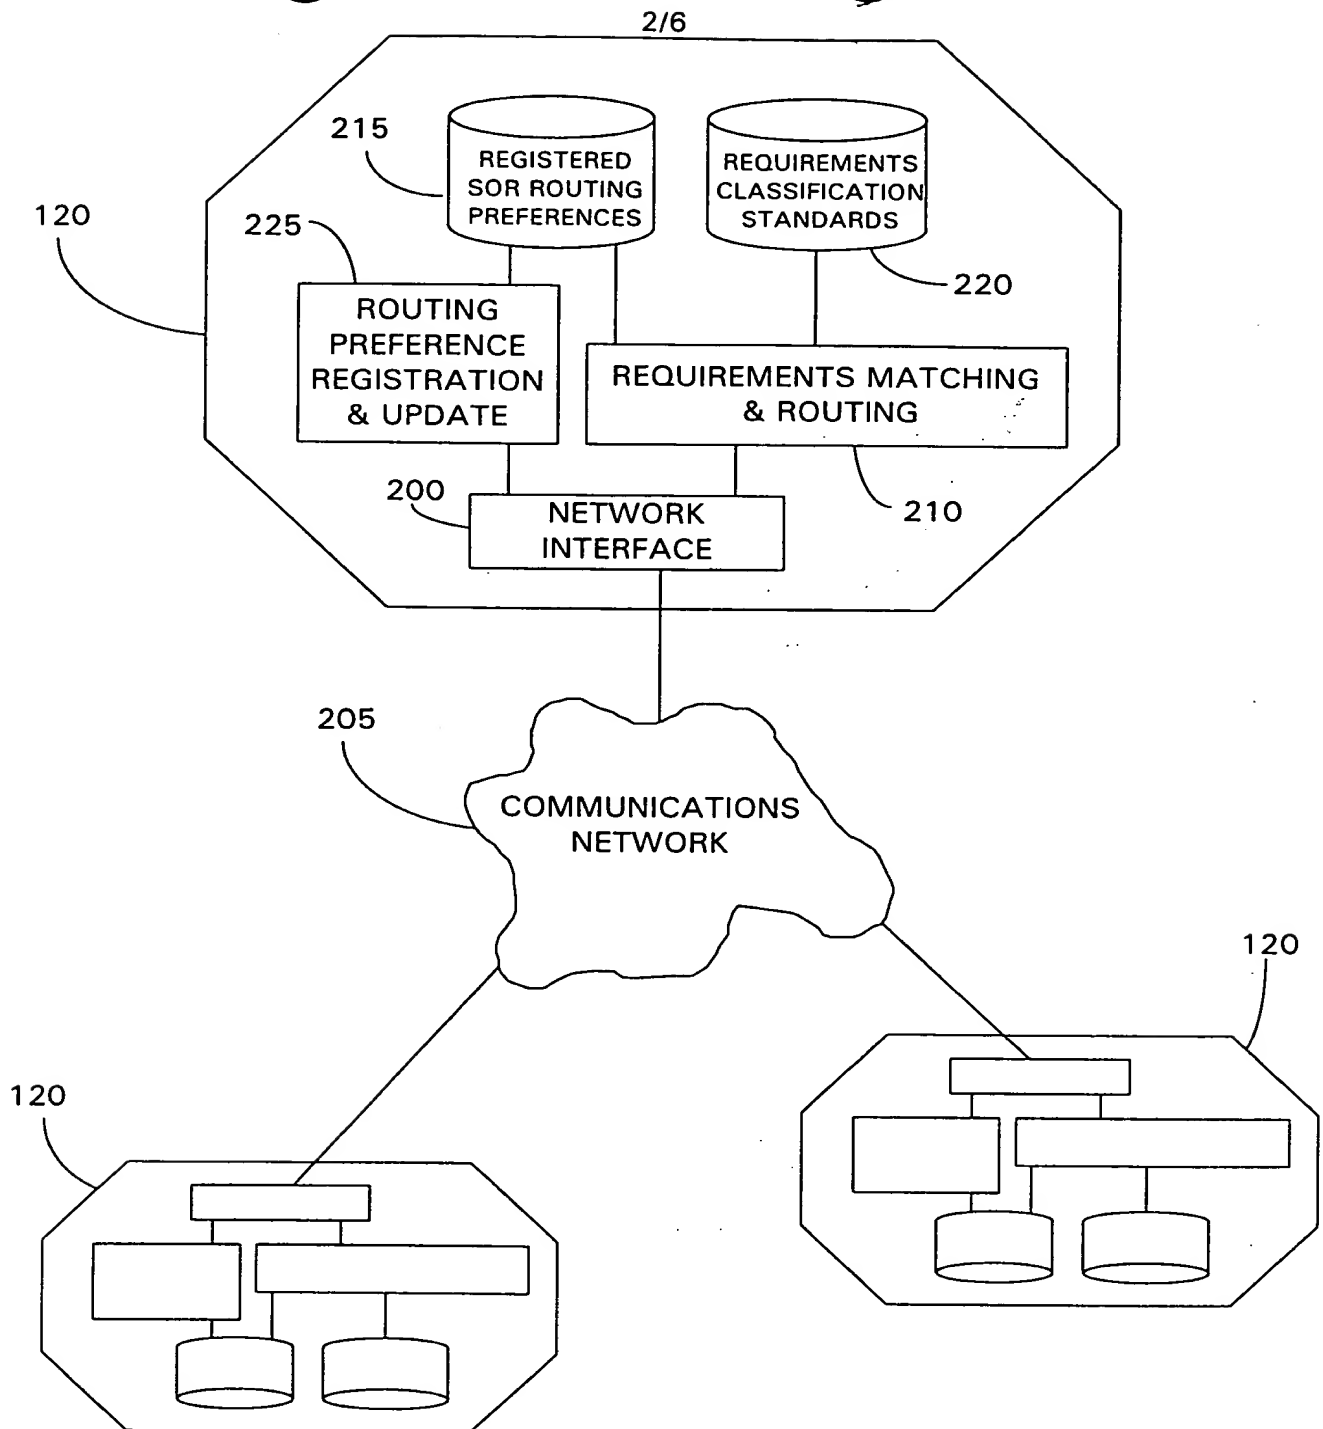 2/6
215
REGISTERED
SOR ROUTING
PREFERENCES
REQUIREMENTS
CLASSIFICATION
STANDARDS
120
225
220
ROUTING
PREFERENCE
REGISTRATION
& UPDATE
REQUIREMENTS MATCHING
& ROUTING
200
NETWORK
INTERFACE
210
205
COMMUNICATIONS
NETWORK
120
120